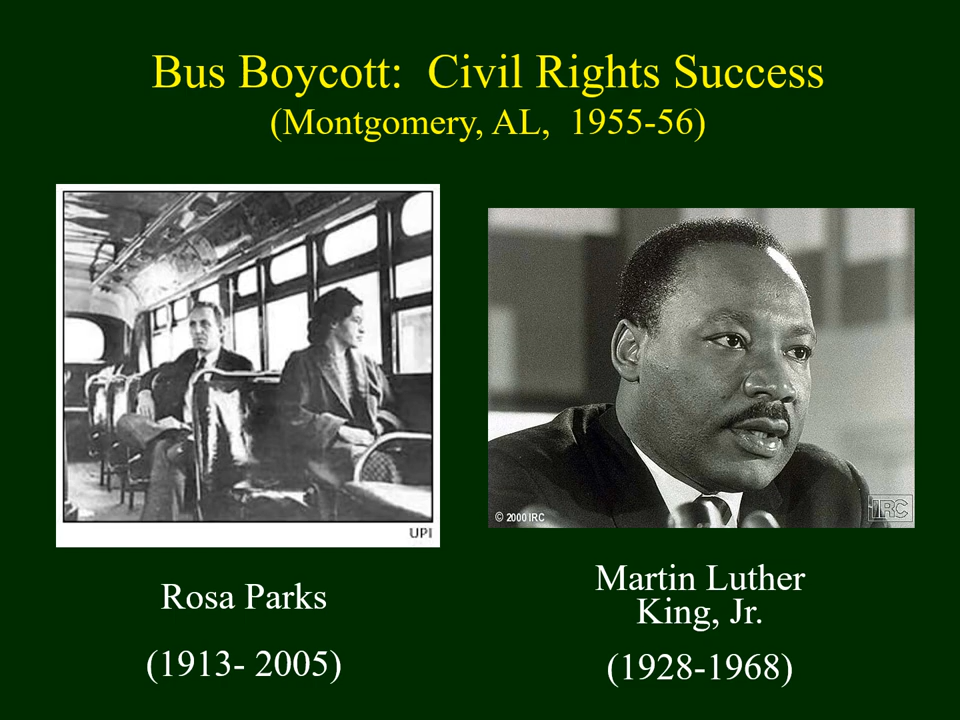 Bus Boycott:  Civil Rights Success
(Montgomery, AL,  1955-56)
UPI
© 2000 IRC
IRC
Rosa Parks
(1913- 2005)
Martin Luther
King, Jr.
(1928-1968)